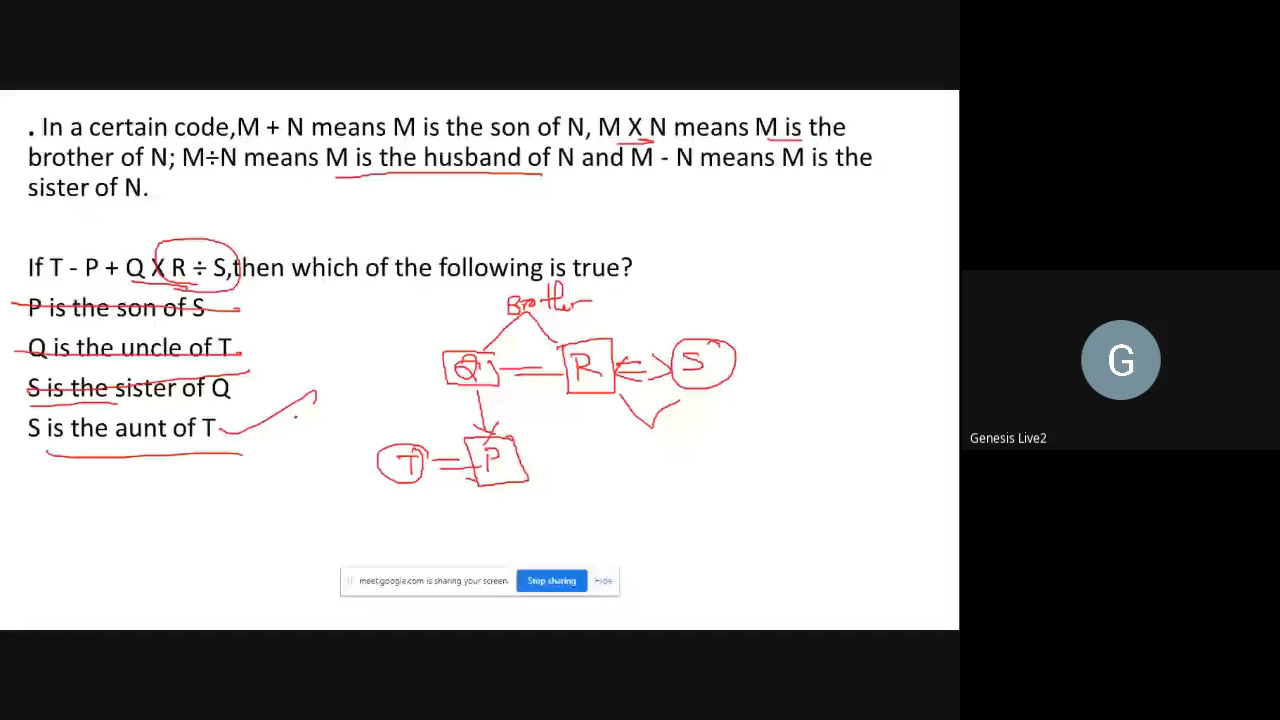 . In a certain code,M + N means M is the son of N, M X N means M is the
brother of N; M÷N means M is the husband of N and M - N means M is the
sister of N.
If T - P + Q X R ÷ S,then which of the following is true?
P is the son of S
Q is the uncle of T
S is the sister of Q
S is the aunt of T
Brother
Q = R S
T = P
G
Genesis Live2
meet.google.com is sharing your screen. Stop sharing Hide